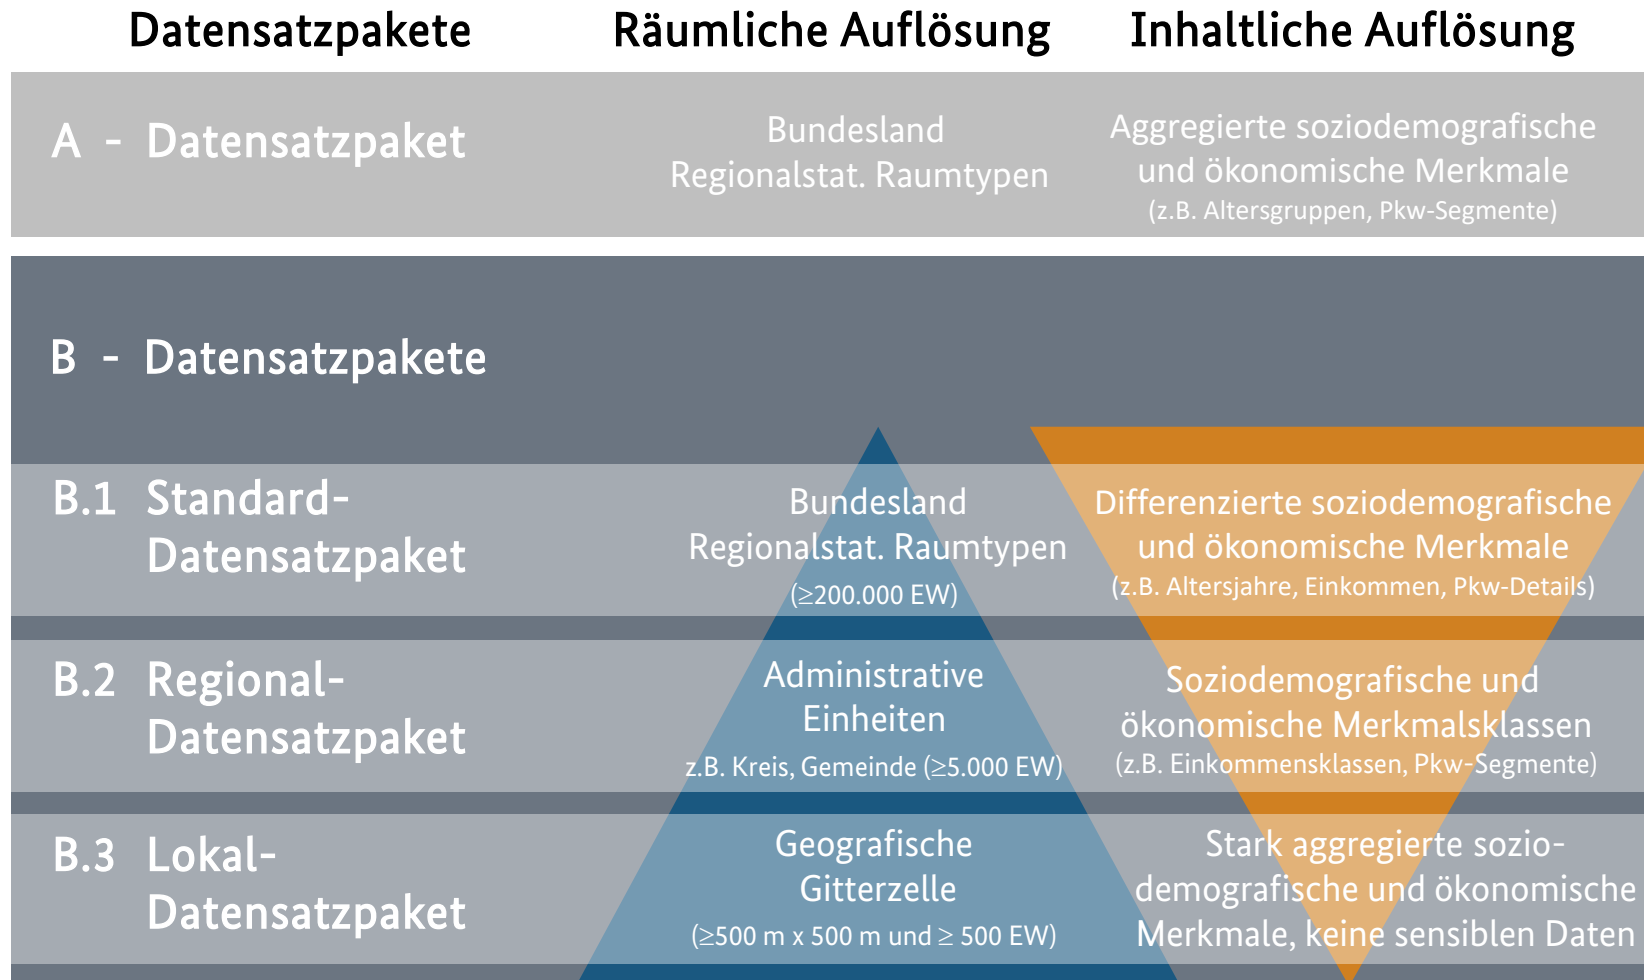 Datensatzpakete
Räumliche Auflösung
Inhaltliche Auflösung
A - Datensatzpaket
Bundesland
Regionalstat. Raumtypen
Aggregierte soziodemografische
und ökonomische Merkmale
(z.B. Altersgruppen, Pkw-Segmente)
B - Datensatzpakete
B.1 Standard-
Datensatzpaket
Bundesland
Regionalstat. Raumtypen
(≥200.000 EW)
Differenzierte soziodemografische
und ökonomische Merkmale
(z.B. Altersjahre, Einkommen, Pkw-Details)
B.2 Regional-
Datensatzpaket
Administrative
Einheiten
z.B. Kreis, Gemeinde (≥5.000 EW)
Soziodemografische und
ökonomische Merkmalsklassen
(z.B. Einkommensklassen, Pkw-Segmente)
B.3 Lokal-
Datensatzpaket
Geografische
Gitterzelle
(≥500 m x 500 m und ≥ 500 EW)
Stark aggregierte sozio-
demografische und ökonomische
Merkmale, keine sensiblen Daten